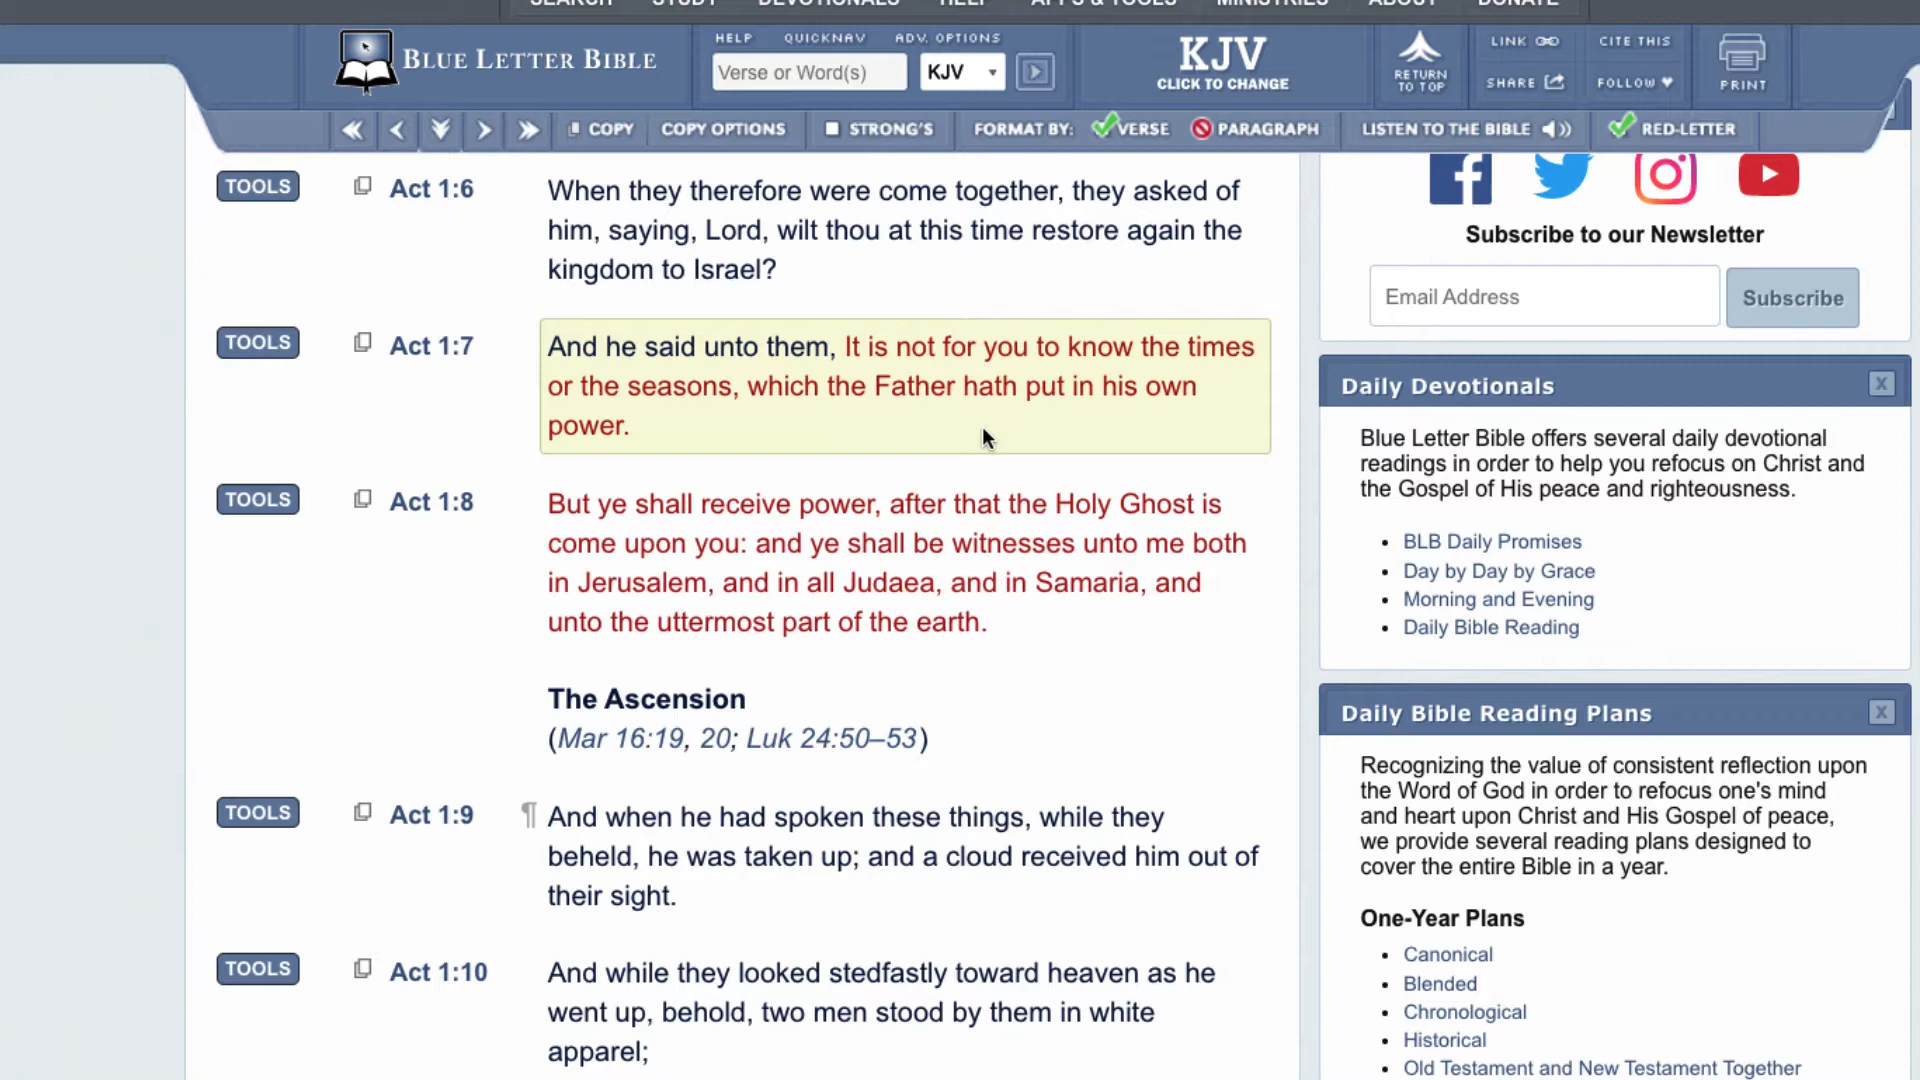 SEARCH STUDY DEVOTIONALS HELP APPS & TOOLS MINISTRIES ABOUT DONATE
BLUE LETTER BIBLE
HELP QUICKNAV ADV. OPTIONS
Verse or Word(s)
KJV
KJV
CLICK TO CHANGE
RETURN
TO TOP
LINK
CITE THIS
SHARE
FOLLOW
PRINT
COPY
COPY OPTIONS
STRONG'S
FORMAT BY:
VERSE
PARAGRAPH
LISTEN TO THE BIBLE
RED-LETTER
TOOLS
Act 1:6
When they therefore were come together, they asked of
him, saying, Lord, wilt thou at this time restore again the
kingdom to Israel?
TOOLS
Act 1:7
And he said unto them, It is not for you to know the times
or the seasons, which the Father hath put in his own
power.
TOOLS
Act 1:8
But ye shall receive power, after that the Holy Ghost is
come upon you: and ye shall be witnesses unto me both
in Jerusalem, and in all Judaea, and in Samaria, and
unto the uttermost part of the earth.
The Ascension
(Mar 16:19, 20; Luk 24:50–53)
TOOLS
Act 1:9
¶ And when he had spoken these things, while they
beheld, he was taken up; and a cloud received him out of
their sight.
TOOLS
Act 1:10
And while they looked stedfastly toward heaven as he
went up, behold, two men stood by them in white
apparel;
Subscribe to our Newsletter
Email Address
Subscribe
Daily Devotionals
X
Blue Letter Bible offers several daily devotional
readings in order to help you refocus on Christ and
the Gospel of His peace and righteousness.
• BLB Daily Promises
• Day by Day by Grace
• Morning and Evening
• Daily Bible Reading
Daily Bible Reading Plans
X
Recognizing the value of consistent reflection upon
the Word of God in order to refocus one's mind
and heart upon Christ and His Gospel of peace,
we provide several reading plans designed to
cover the entire Bible in a year.
One-Year Plans
• Canonical
• Blended
• Chronological
• Historical
• Old Testament and New Testament Together